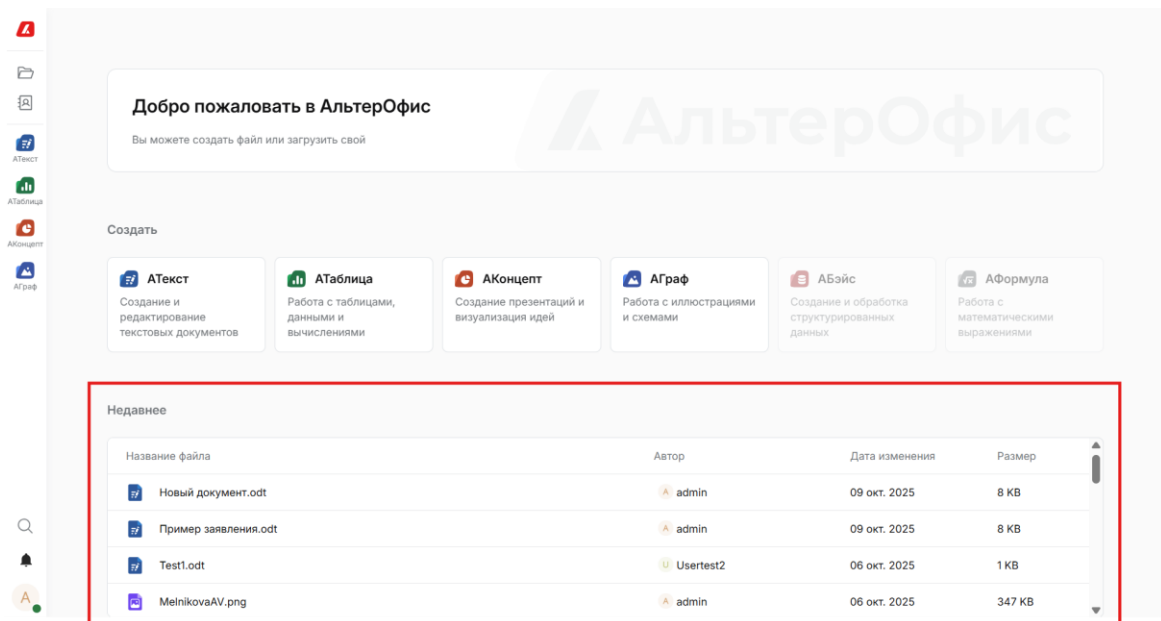 АТекст
АТаблица
АКонцепт
АГраф
A
Добро пожаловать в АльтерОфис
Вы можете создать файл или загрузить свой
АльтерОфис
Создать
АТекст
Создание и
редактирование
текстовых документов
АТаблица
Работа с таблицами,
данными и
вычислениями
АКонцепт
Создание презентаций и
визуализация идей
АГраф
Работа с иллюстрациями
и схемами
АБэйс
Создание и обработка
структурированных
данных
АФормула
Работа с
математическими
выражениями
Недавнее
Название файла Автор Дата изменения Размер
Новый документ.odt A admin 09 окт. 2025 8 KB
Пример заявления.odt A admin 09 окт. 2025 8 KB
Test1.odt U Usertest2 06 окт. 2025 1 KB
MelnikovaAV.png A admin 06 окт. 2025 347 KB